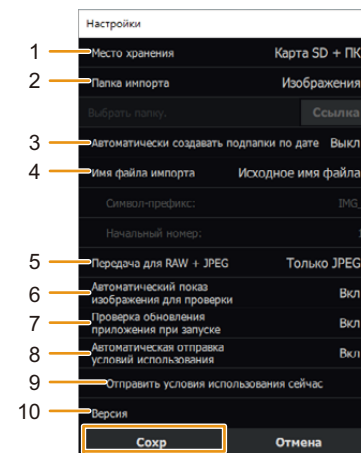 Настройки
1 Место хранения Карта SD + ПК
2 Папка импорта Изображения
Выбрать папку. Ссылка
3 Автоматически создавать подпапки по дате Выкл
4 Имя файла импорта Исходное имя файла
Символ-префикс: IMG_
Начальный номер: 1
5 Передача для RAW + JPEG Только JPEG
6 Автоматический показ
изображения для проверки Вкл
7 Проверка обновления
приложения при запуске Вкл
8 Автоматическая отправка
условий использования Вкл
9 Отправить условия использования сейчас
10 Версия
Сохр Отмена